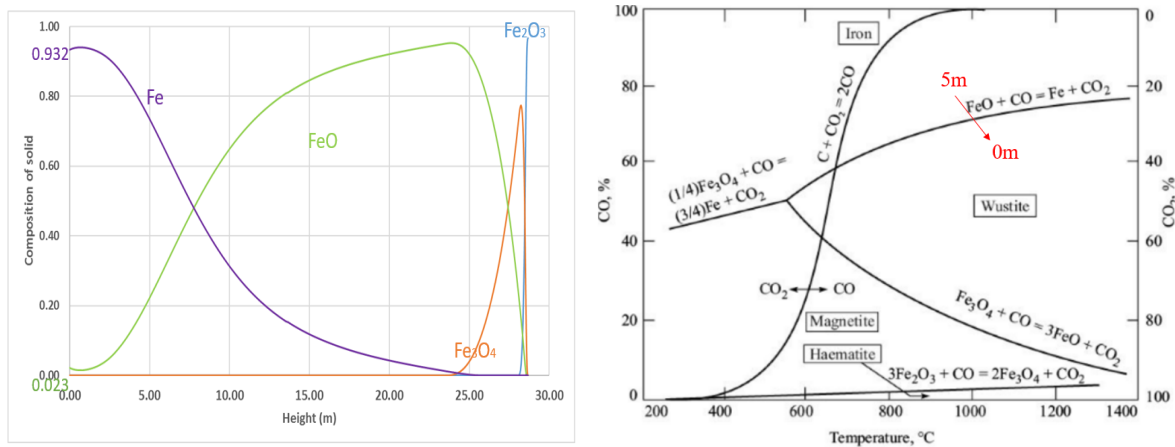 1.00
0.80
0.60
0.40
0.20
0.00
0.932
0.023
Composition of solid
Fe
FeO
Fe₃O₄
Fe₂O₃
0.00
5.00
10.00
15.00
20.00
25.00
30.00
Height (m)
100
80
60
40
20
0
CO, %
0
20
40
60
80
100
CO₂, %
Iron
C + CO₂ = 2CO
5m
FeO + CO = Fe + CO₂
0m
(1/4)Fe₃O₄ + CO =
(3/4)Fe + CO₂
Wustite
CO₂ ↔ CO
Fe₃O₄ + CO = 3FeO + CO₂
Magnetite
Haematite
3Fe₂O₃ + CO = 2Fe₃O₄ + CO₂
200
400
600
800
1000
1200
1400
Temperature, °C